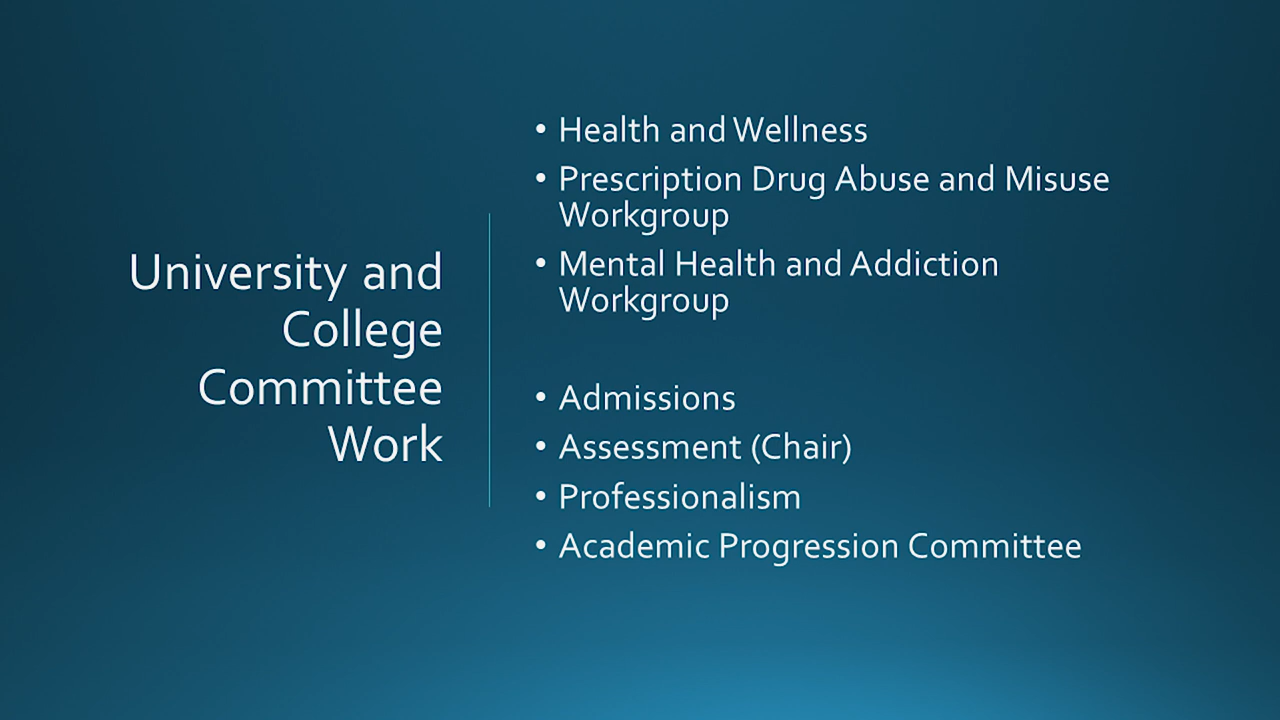 University and
College
Committee
Work
• Health and Wellness
• Prescription Drug Abuse and Misuse
Workgroup
• Mental Health and Addiction
Workgroup
• Admissions
• Assessment (Chair)
• Professionalism
• Academic Progression Committee